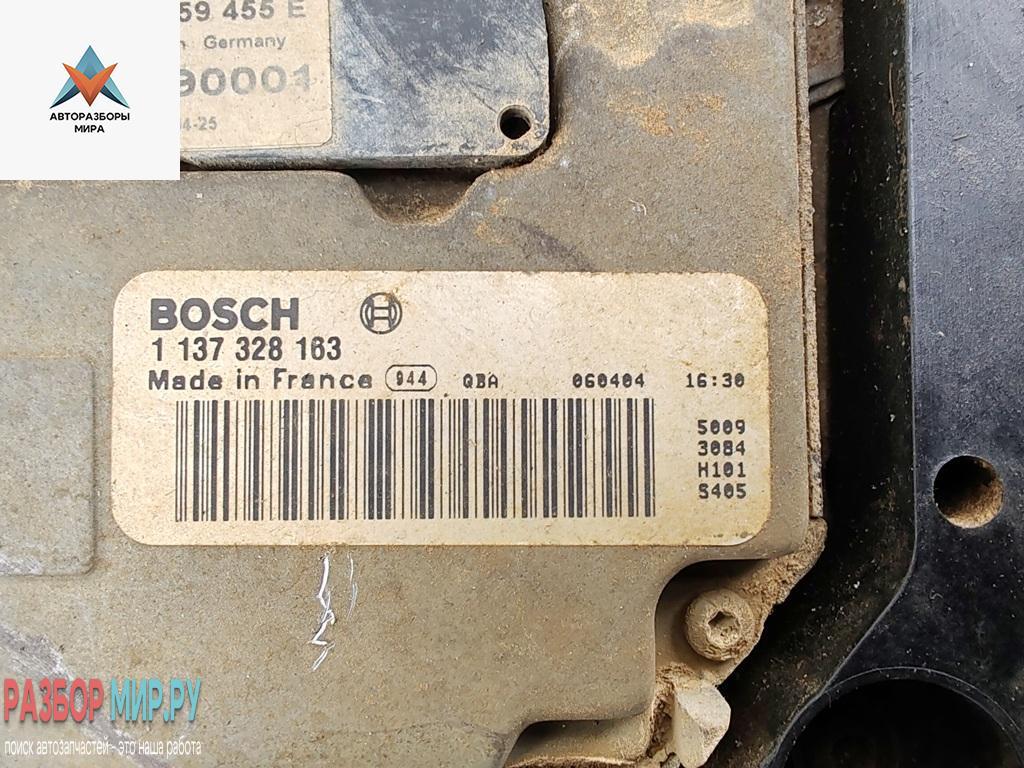 59 455 E
Germany
90001
4-25
АВТОРАЗБОРЫ
МИРА
BOSCH
1 137 328 163
Made in France 944 QBA 060404 16:30
5009
3084
H101
S405
РАЗБОР МИР.РУ
поиск автозапчастей - это наша работа